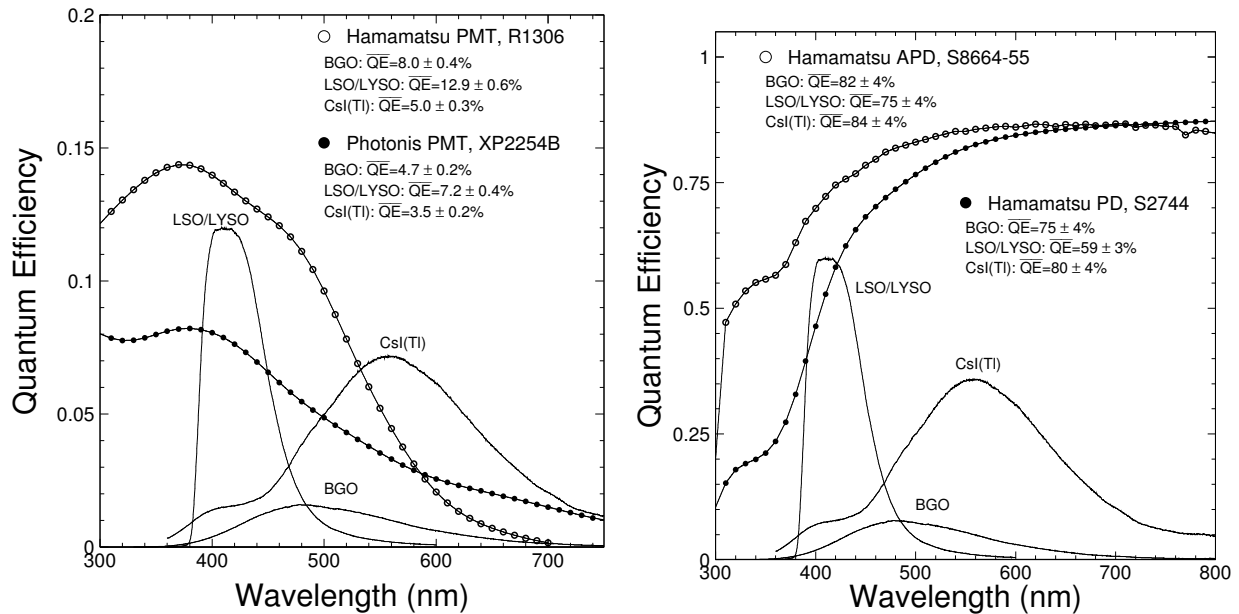 0.2
0.15
0.1
0.05
0
Quantum Efficiency
Hamamatsu PMT, R1306
BGO: QE=8.0 ± 0.4%
LSO/LYSO: QE=12.9 ± 0.6%
CsI(Tl): QE=5.0 ± 0.3%
Photonis PMT, XP2254B
BGO: QE=4.7 ± 0.2%
LSO/LYSO: QE=7.2 ± 0.4%
CsI(Tl): QE=3.5 ± 0.2%
LSO/LYSO
CsI(Tl)
BGO
300 400 500 600 700
Wavelength (nm)
1
0.75
0.5
0.25
0
Quantum Efficiency
Hamamatsu APD, S8664-55
BGO: QE=82 ± 4%
LSO/LYSO: QE=75 ± 4%
CsI(Tl): QE=84 ± 4%
Hamamatsu PD, S2744
BGO: QE=75 ± 4%
LSO/LYSO: QE=59 ± 3%
CsI(Tl): QE=80 ± 4%
LSO/LYSO
CsI(Tl)
BGO
300 400 500 600 700 800
Wavelength (nm)